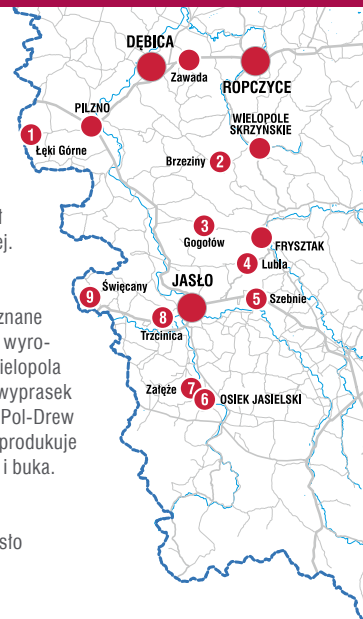 DĘBICA
Zawada
ROPCZYCE
PILZNO
WIELOPOLE
SKRZYŃSKIE
1
Łęki Górne
Brzeziny 2
3
Gogołów
FRYSZTAK
4 Lubla
JASŁO
5 Szebnie
9 Święcany
8
Trzcinica
Załęże 7
6 OSIEK JASIELSKI
ej.
znane
wyro-
ielopola
wyprasek
Pol-Drew
produkuje
i buka.
sło